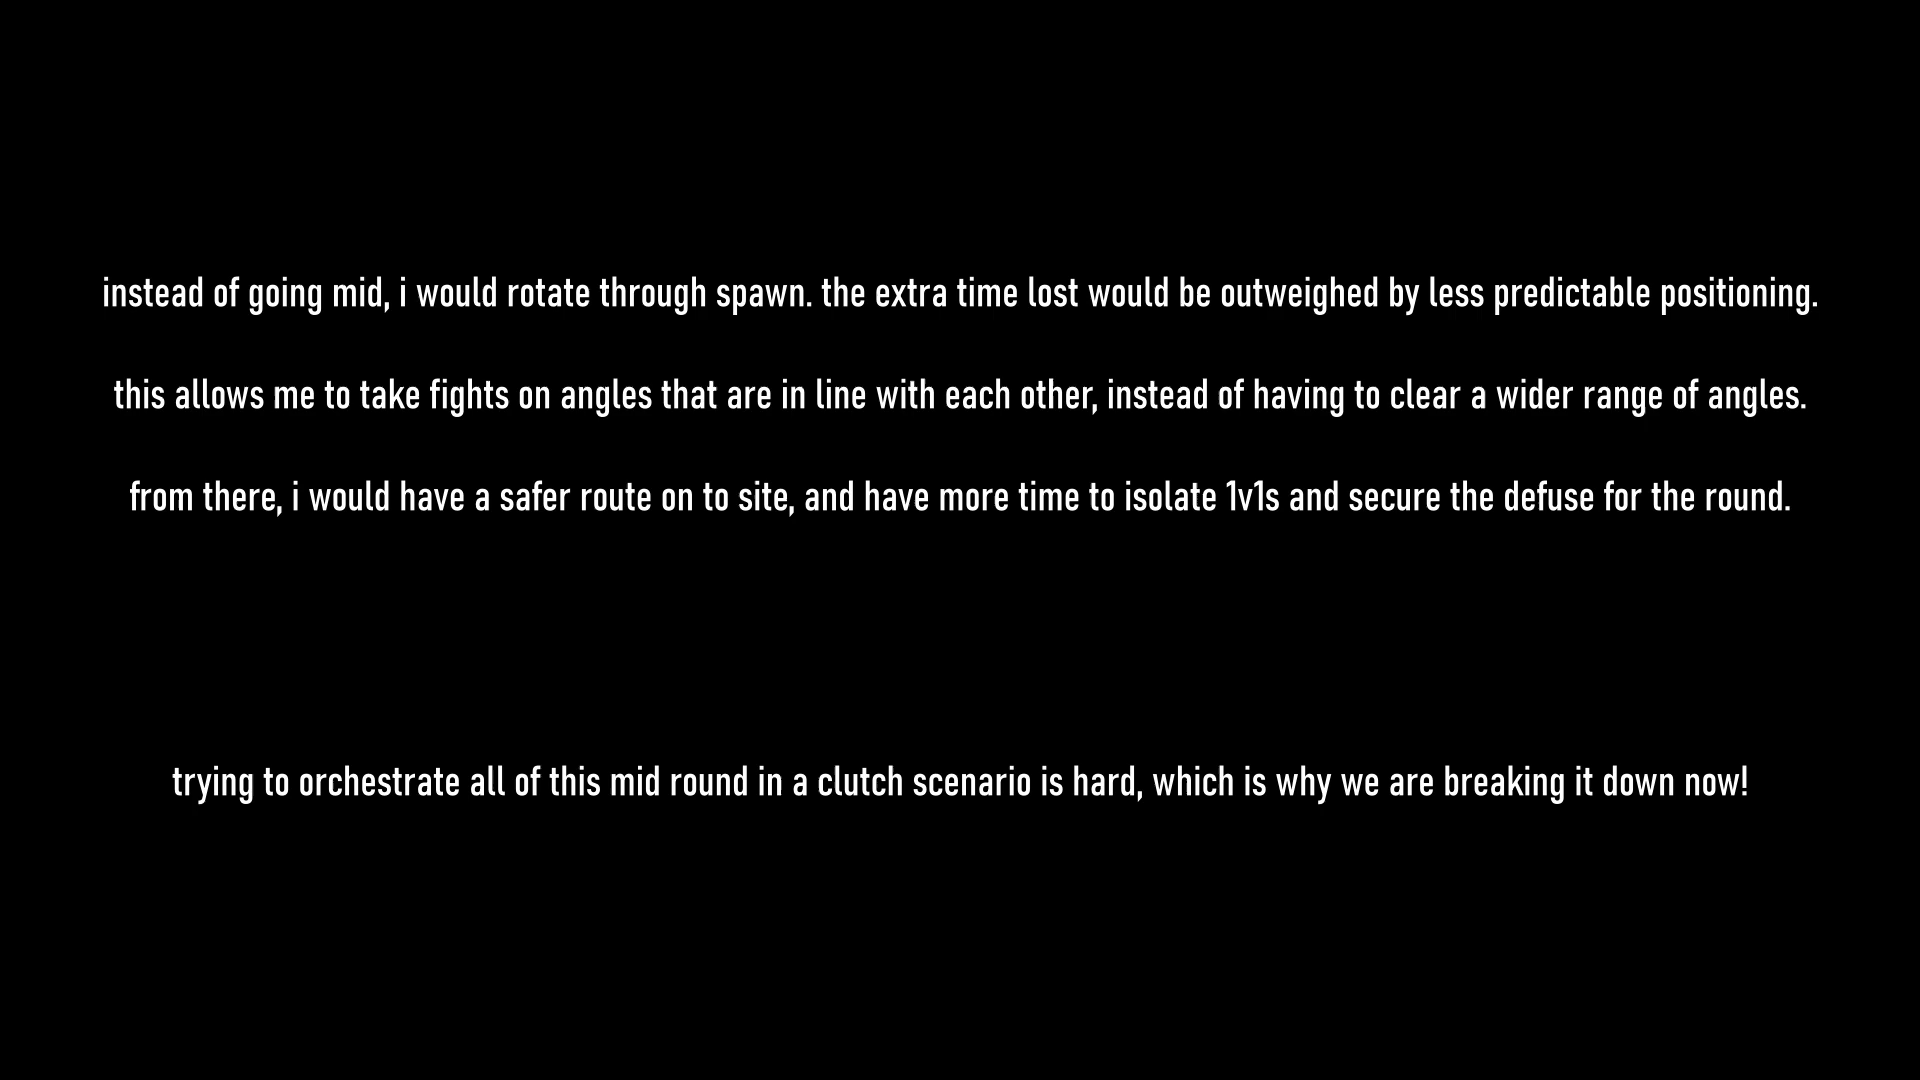 instead of going mid, i would rotate through spawn. the extra time lost would be outweighed by less predictable positioning.
this allows me to take fights on angles that are in line with each other, instead of having to clear a wider range of angles.
from there, i would have a safer route on to site, and have more time to isolate 1v1s and secure the defuse for the round.
trying to orchestrate all of this mid round in a clutch scenario is hard, which is why we are breaking it down now!